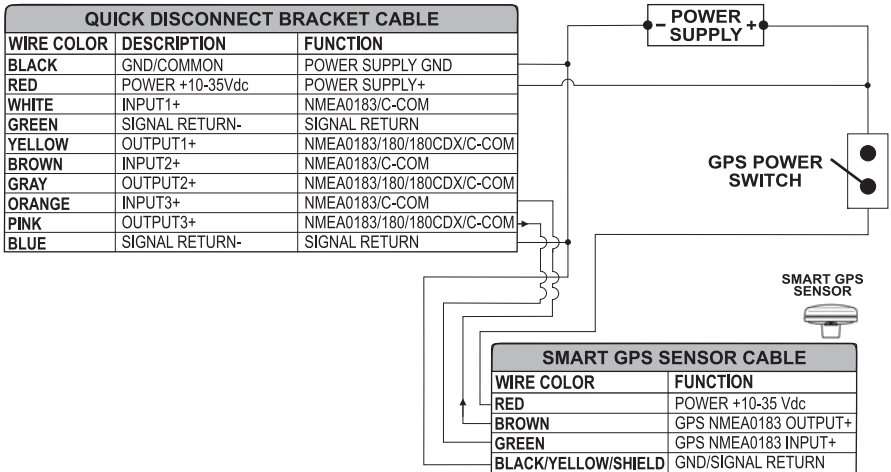 QUICK DISCONNECT BRACKET CABLE
WIRE COLOR DESCRIPTION FUNCTION
BLACK GND/COMMON POWER SUPPLY GND
RED POWER +10-35Vdc POWER SUPPLY+
WHITE INPUT1+ NMEA0183/C-COM
GREEN SIGNAL RETURN- SIGNAL RETURN
YELLOW OUTPUT1+ NMEA0183/180/180CDX/C-COM
BROWN INPUT2+ NMEA0183/C-COM
GRAY OUTPUT2+ NMEA0183/180/180CDX/C-COM
ORANGE INPUT3+ NMEA0183/C-COM
PINK OUTPUT3+ NMEA0183/180/180CDX/C-COM
BLUE SIGNAL RETURN- SIGNAL RETURN
- POWER +
SUPPLY
GPS POWER
SWITCH
SMART GPS
SENSOR
SMART GPS SENSOR CABLE
WIRE COLOR FUNCTION
RED POWER +10-35 Vdc
BROWN GPS NMEA0183 OUTPUT+
GREEN GPS NMEA0183 INPUT+
BLACK/YELLOW/SHIELD GND/SIGNAL RETURN